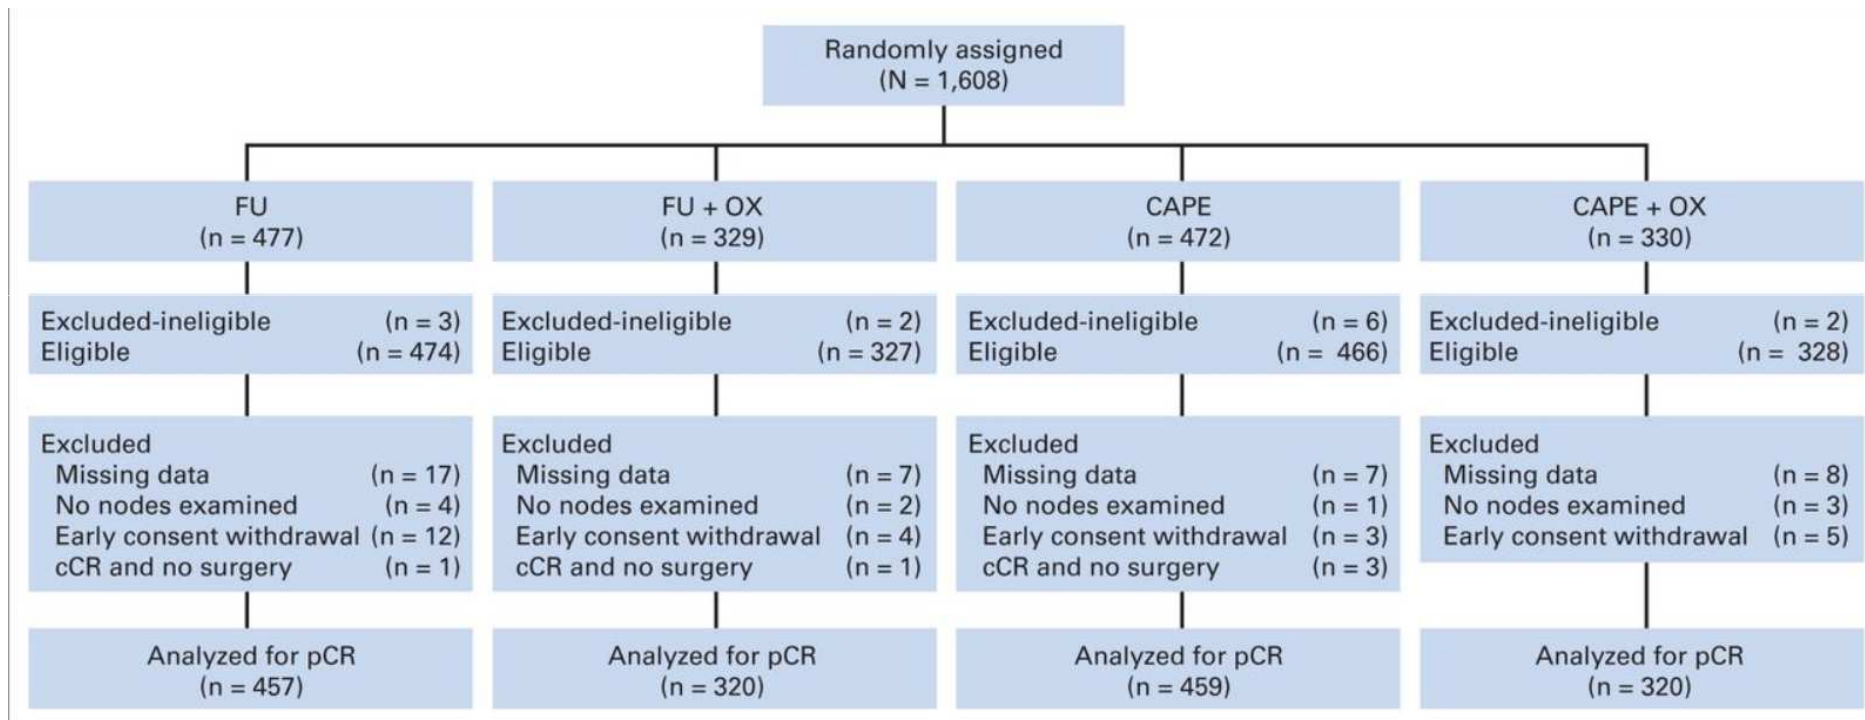 Randomly assigned
(N = 1,608)
FU
(n = 477)
FU + OX
(n = 329)
CAPE
(n = 472)
CAPE + OX
(n = 330)
Excluded-ineligible (n = 3)
Eligible (n = 474)
Excluded-ineligible (n = 2)
Eligible (n = 327)
Excluded-ineligible (n = 6)
Eligible (n = 466)
Excluded-ineligible (n = 2)
Eligible (n = 328)
Excluded
Missing data (n = 17)
No nodes examined (n = 4)
Early consent withdrawal (n = 12)
cCR and no surgery (n = 1)
Excluded
Missing data (n = 7)
No nodes examined (n = 2)
Early consent withdrawal (n = 4)
cCR and no surgery (n = 1)
Excluded
Missing data (n = 7)
No nodes examined (n = 1)
Early consent withdrawal (n = 3)
cCR and no surgery (n = 3)
Excluded
Missing data (n = 8)
No nodes examined (n = 3)
Early consent withdrawal (n = 5)
Analyzed for pCR
(n = 457)
Analyzed for pCR
(n = 320)
Analyzed for pCR
(n = 459)
Analyzed for pCR
(n = 320)